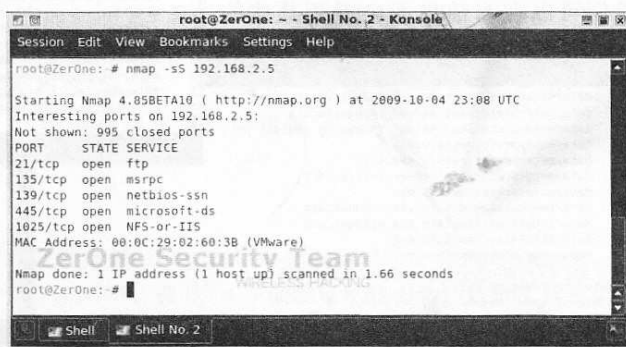 root@ZerOne: ~ - Shell No. 2 - Konsole
Session Edit View Bookmarks Settings Help
root@ZerOne:~# nmap -sS 192.168.2.5
Starting Nmap 4.85BETA10 ( http://nmap.org ) at 2009-10-04 23:08 UTC
Interesting ports on 192.168.2.5:
Not shown: 995 closed ports
PORT STATE SERVICE
21/tcp open ftp
135/tcp open msrpc
139/tcp open netbios-ssn
445/tcp open microsoft-ds
1025/tcp open NFS-or-IIS
MAC Address: 00:0C:29:02:60:3B (VMware)
ZerOne Security Team
Nmap done: 1 IP address (1 host up) scanned in 1.66 seconds
WIRELESS HACKING
root@ZerOne:~#
Shell Shell No. 2